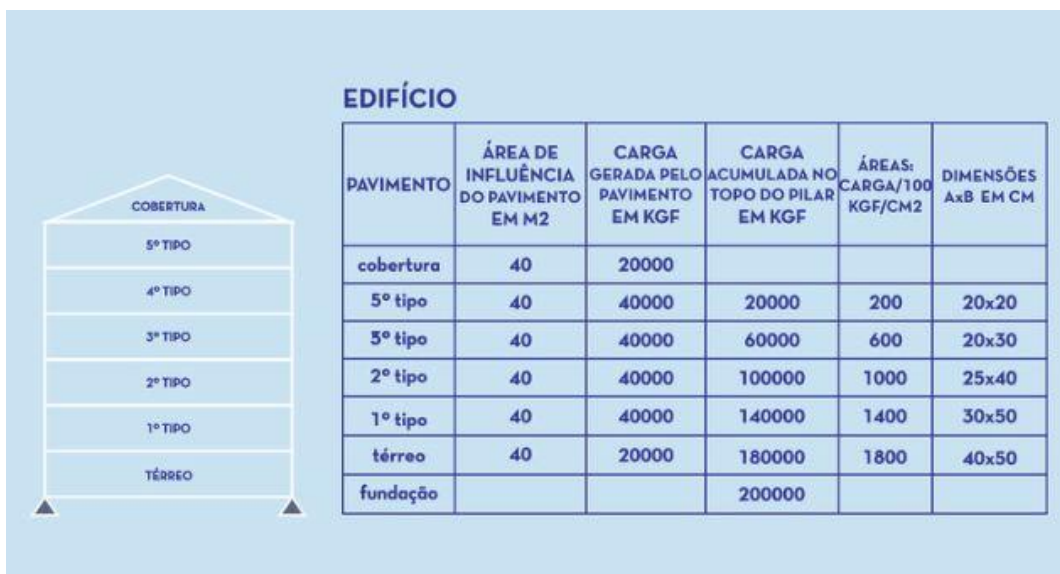 EDIFÍCIO
PAVIMENTO
ÁREA DE
INFLUÊNCIA
DO PAVIMENTO
EM M2
CARGA
GERADA PELO
PAVIMENTO
EM KGF
CARGA
ACUMULADA NO
TOPO DO PILAR
EM KGF
ÁREAS:
CARGA/100
KGF/CM2
DIMENSÕES
AxB EM CM
cobertura 40 20000
5º tipo 40 40000 20000 200 20x20
3º tipo 40 40000 60000 600 20x30
2º tipo 40 40000 100000 1000 25x40
1º tipo 40 40000 140000 1400 30x50
térreo 40 20000 180000 1800 40x50
fundação 200000
COBERTURA
5º TIPO
4º TIPO
3º TIPO
2º TIPO
1º TIPO
TÉRREO